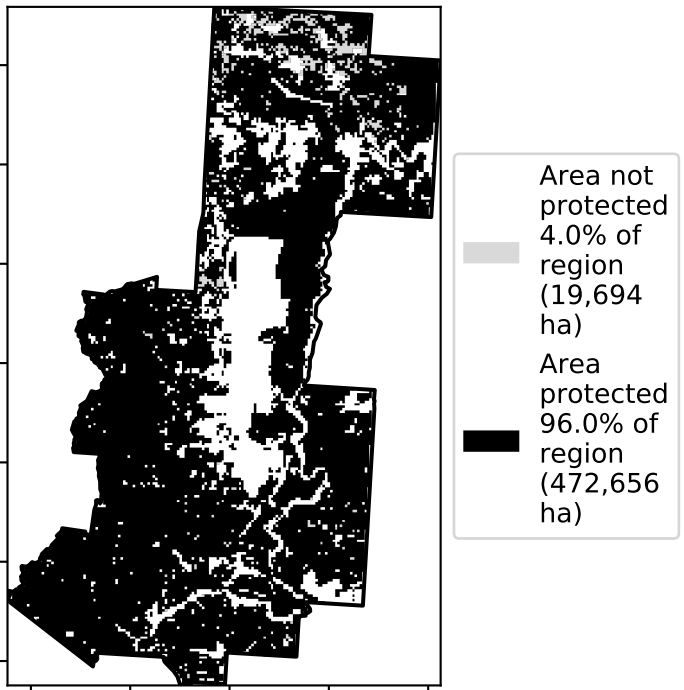 Area not
protected
4.0% of
region
(19,694
ha)
Area
protected
96.0% of
region
(472,656
ha)